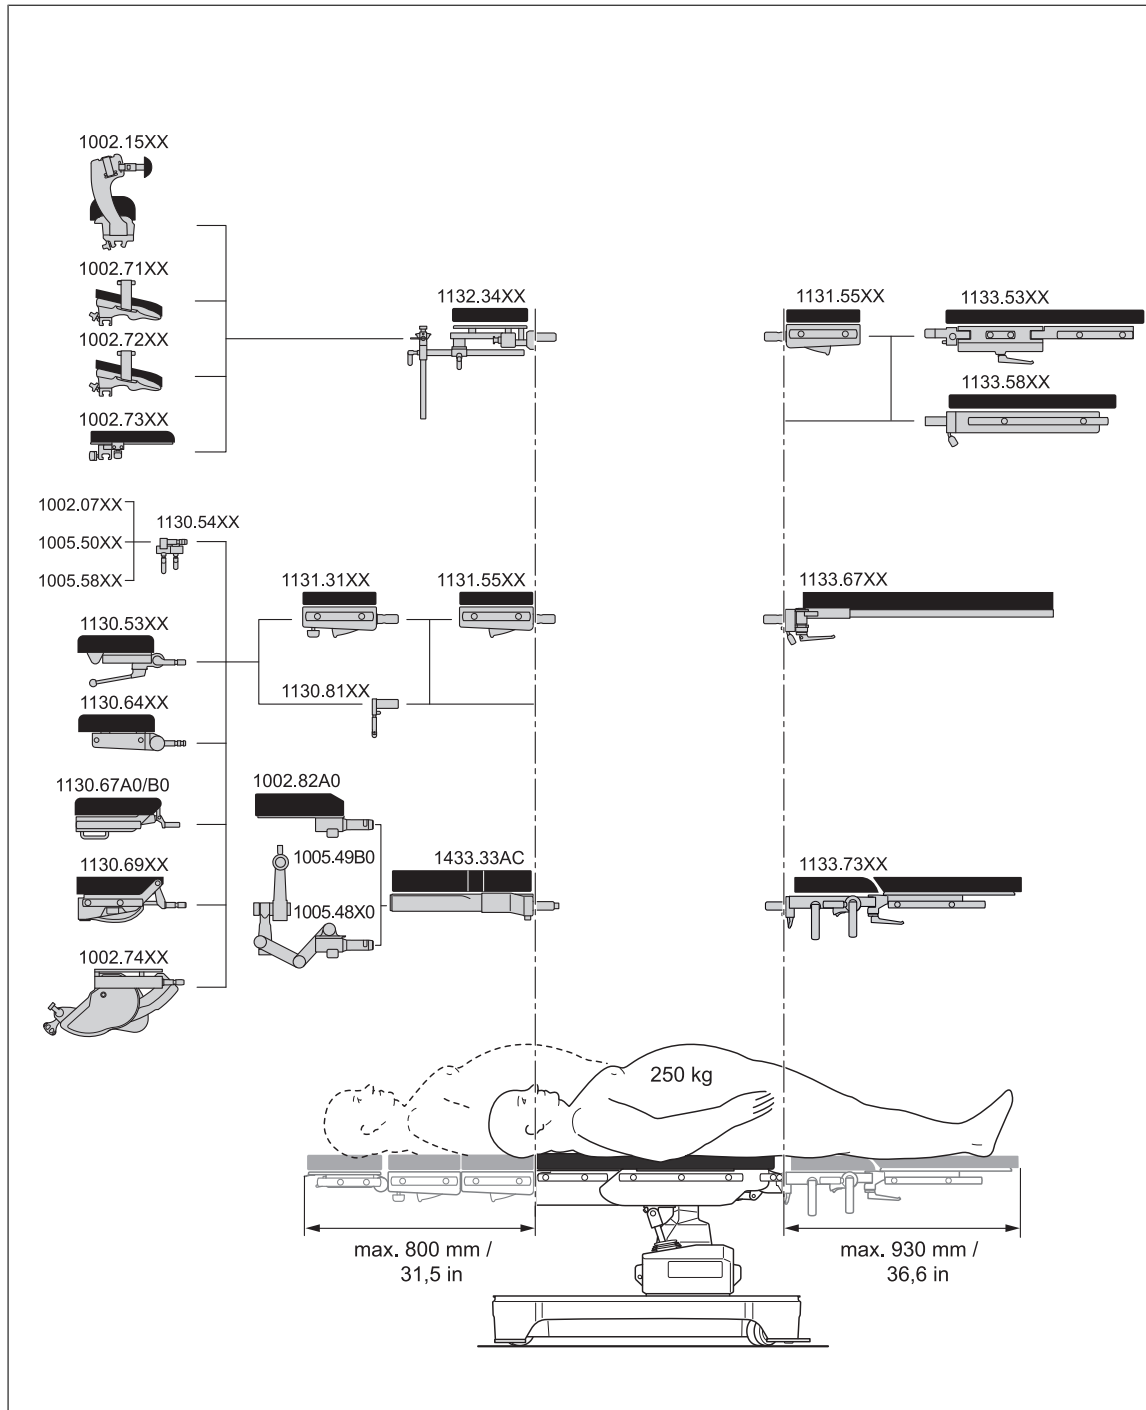 1002.15XX
1002.71XX
1002.72XX
1002.73XX
1132.34XX
1131.55XX
1133.53XX
1133.58XX
1002.07XX
1005.50XX
1005.58XX
1130.54XX
1130.53XX
1130.64XX
1130.67A0/B0
1130.69XX
1002.74XX
1131.31XX
1131.55XX
1130.81XX
1002.82A0
1005.49B0
1005.48X0
1433.33AC
1133.67XX
1133.73XX
250 kg
max. 800 mm /
31,5 in
max. 930 mm /
36,6 in